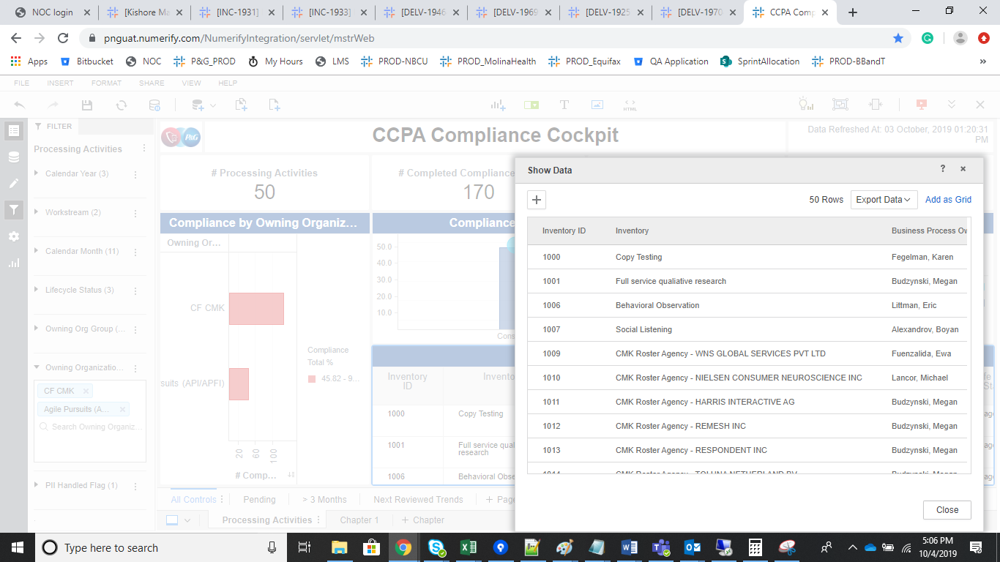 NOC login
[Kishore Ma
[INC-1931]
[INC-1933]
[DELV-1946
[DELV-1969
[DELV-1925
[DELV-1970
CCPA Comp
pnguat.numerify.com/NumerifyIntegration/servlet/mstrWeb
Apps
Bitbucket
NOC
P&G_PROD
My Hours
LMS
PROD-NBCU
PROD_MolinaHealth
PROD_Equifax
QA Application
SprintAllocation
PROD-BBandT
FILE INSERT FORMAT SHARE VIEW HELP
HTML
FILTER
Processing Activities
Calendar Year (3)
Workstream (2)
Calendar Month (11)
Lifecycle Status (3)
Owning Org Group (...
Owning Organizatio...
CF CMK
Agile Pursuits (A...
Search Owning Organiz...
PII Handled Flag (1)
P&G
CCPA Compliance Cockpit
Data Refreshed At: 03 October, 2019 01:20:31
PM
# Processing Activities
50
# Completed Compliance
170
Compliance by Owning Organiz...
Owning Or...
CF CMK
suits (API/APFI)
20 60 100
# Comp...
Compliance
Total %
45.82 - 9...
Compliance
50.0
40.0
30.0
20.0
10.0
Cons
Inventory
ID
Invento
1000 Copy Testing
1001 Full service qual
research
1006 Behavioral Obse
Show Data
?
50 Rows
Export Data
Add as Grid
Inventory ID Inventory Business Process Ow
1000 Copy Testing Fegelman, Karen
1001 Full service qualiative research Budzynski, Megan
1006 Behavioral Observation Littman, Eric
1007 Social Listening Alexandrov, Boyan
1009 CMK Roster Agency - WNS GLOBAL SERVICES PVT LTD Fuenzalida, Ewa
1010 CMK Roster Agency - NIELSEN CONSUMER NEUROSCIENCE INC Lancor, Michael
1011 CMK Roster Agency - HARRIS INTERACTIVE AG Budzynski, Megan
1012 CMK Roster Agency - REMESH INC Budzynski, Megan
1013 CMK Roster Agency - RESPONDENT INC Budzynski, Megan
1014 CMK Roster Agency - TOLUNA NETHERLAND BV Budzynski, Megan
Close
All Controls
Pending
> 3 Months
Next Reviewed Trends
+ Page
Processing Activities
Chapter 1
+ Chapter
Type here to search
5:06 PM
10/4/2019